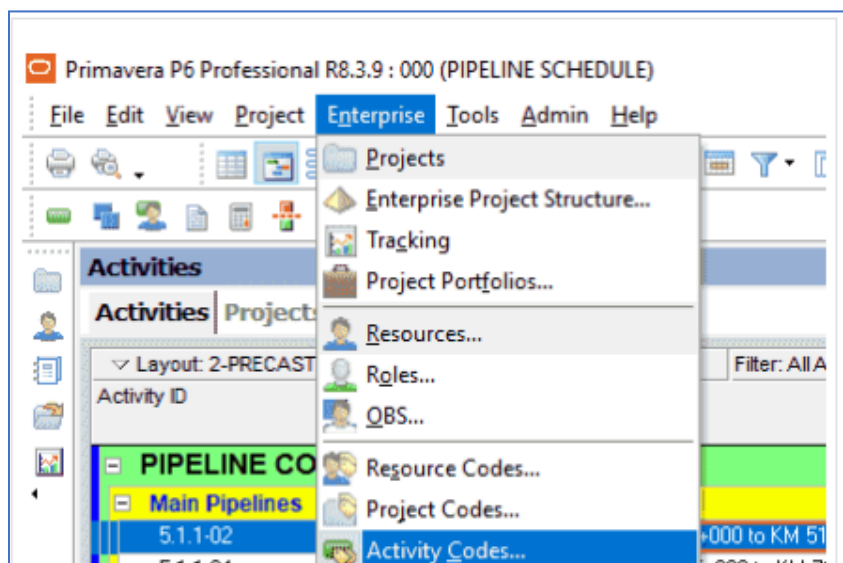 Primavera P6 Professional R8.3.9 : 000 (PIPELINE SCHEDULE)
File Edit View Project Enterprise Tools Admin Help
Projects
Enterprise Project Structure...
Tracking
Project Portfolios...
Resources...
Roles...
OBS...
Resource Codes...
Project Codes...
Activity Codes...
Activities
Activities Project
Layout: 2-PRECAST Filter: All A
Activity ID
PIPELINE CO
Main Pipelines
5.1.1-02 +000 to KM 51